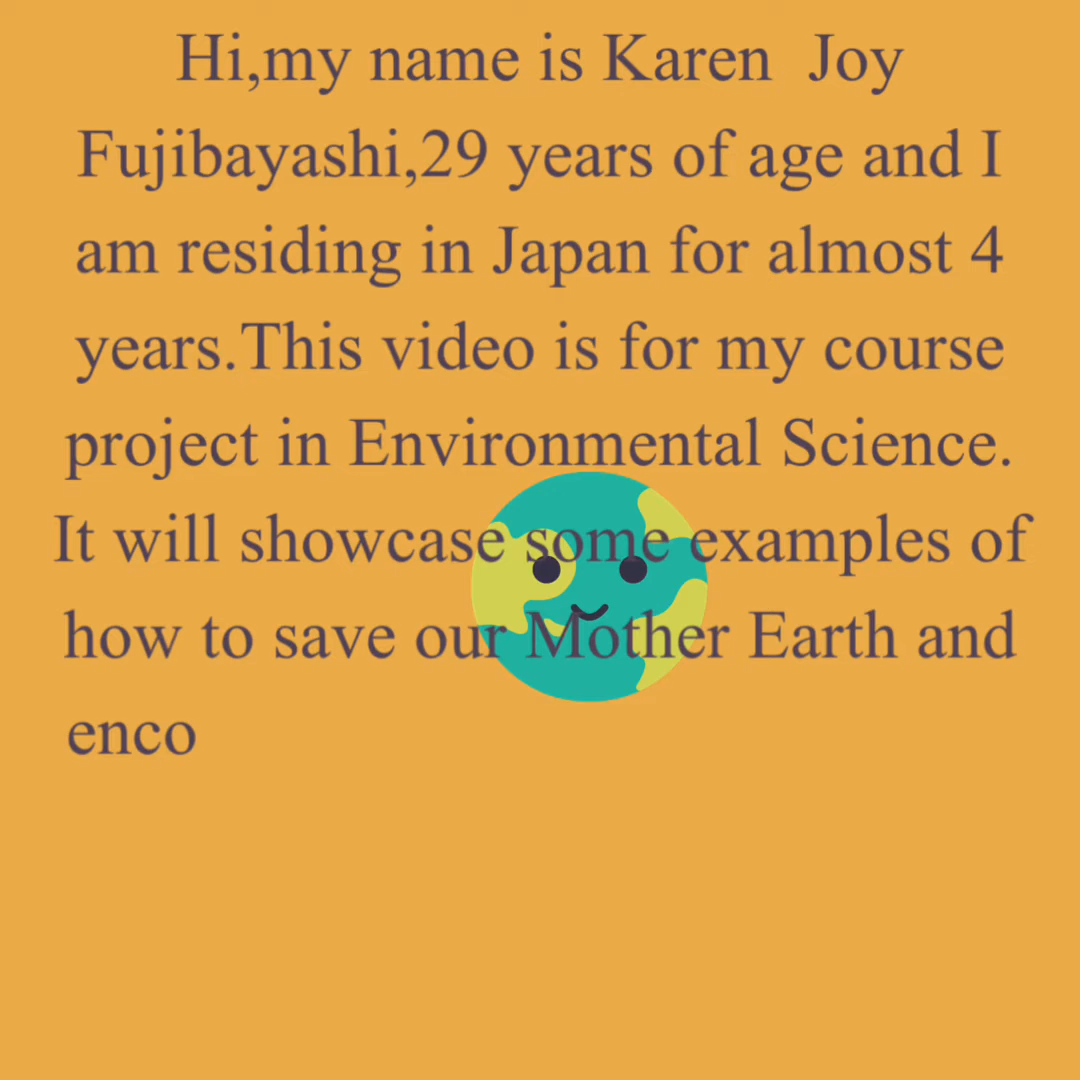 Hi,my name is Karen  Joy
Fujibayashi,29 years of age and I
am residing in Japan for almost 4
years.This video is for my course
project in Environmental Science.
It will showcase some examples of
how to save our Mother Earth and
enco